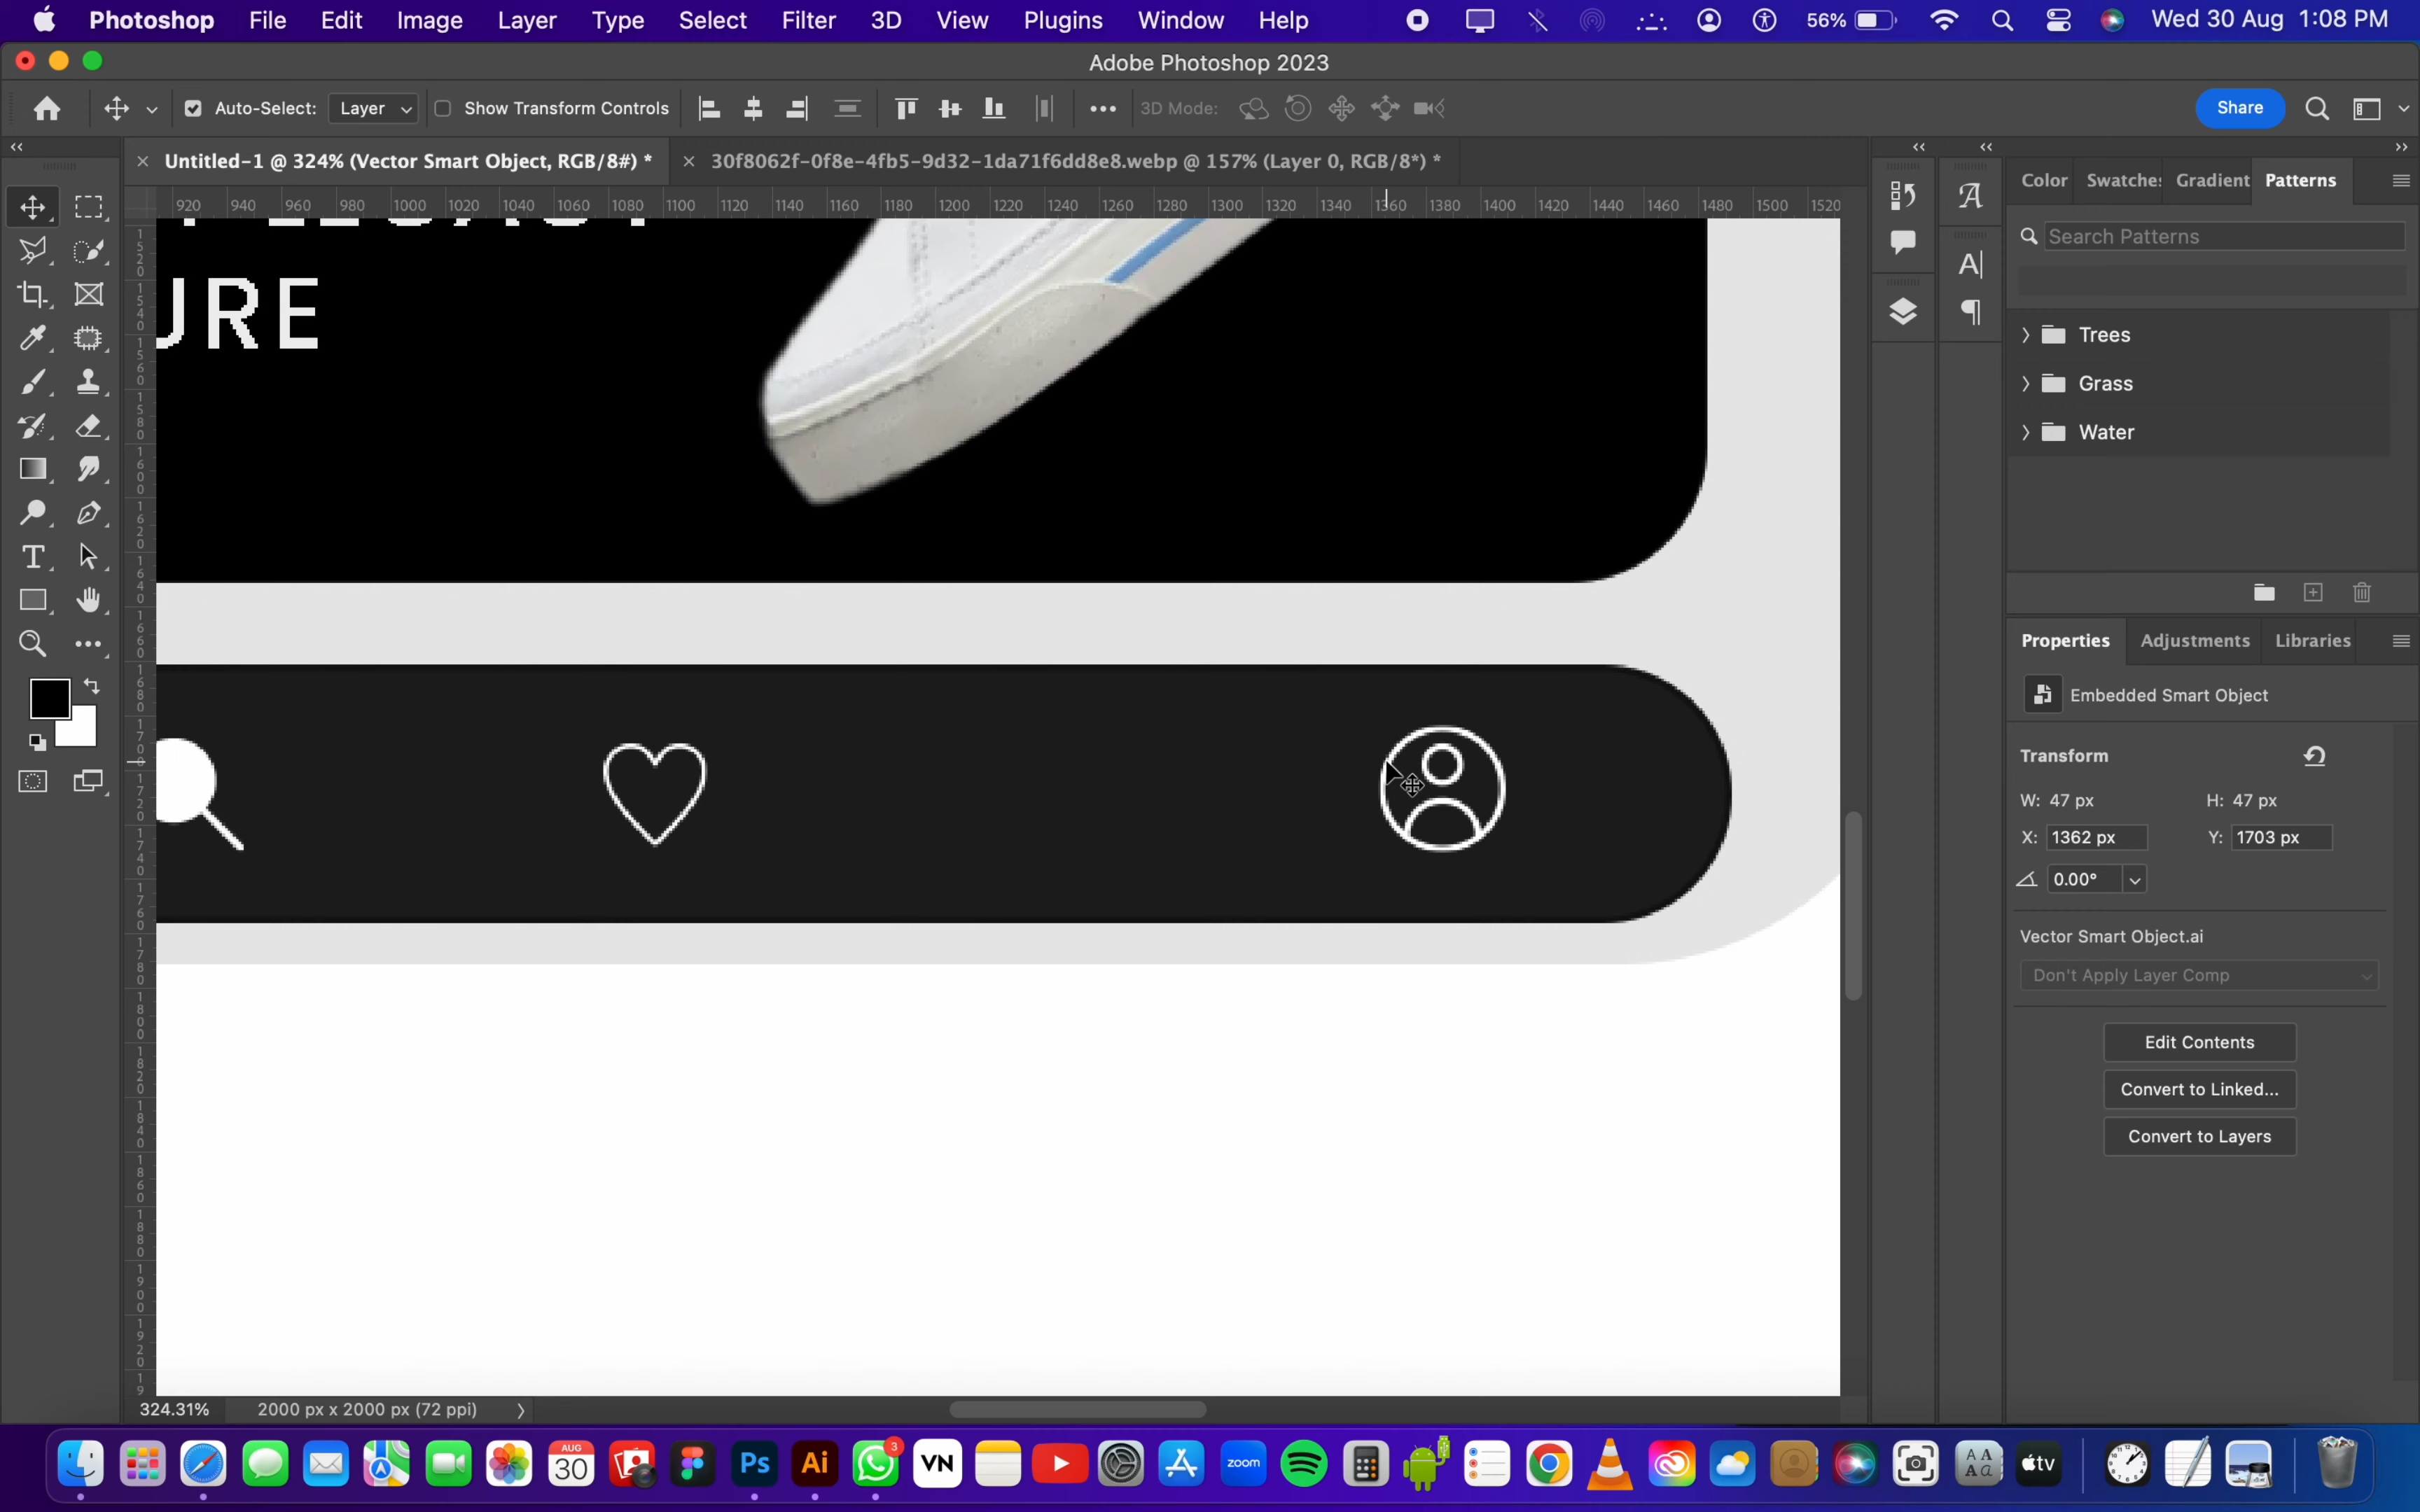 Photoshop File Edit Image Layer Type Select Filter 3D View Plugins Window Help 56% Wed 30 Aug 1:08 PM
Adobe Photoshop 2023
Auto-Select: Layer Show Transform Controls 3D Mode: Share
Untitled-1 @ 324% (Vector Smart Object, RGB/8#) * 30f8062f-0f8e-4fb5-9d32-1da71f6dd8e8.webp @ 157% (Layer 0, RGB/8*) *
Color Swatches Gradient Patterns
920 940 960 980 1000 1020 1040 1060 1080 1100 1120 1140 1160 1180 1200 1220 1240 1260 1280 1300 1320 1340 1360 1380 1400 1420 1440 1460 1480 1500 1520
Search Patterns
URE
Trees
Grass
Water
Properties Adjustments Libraries
Embedded Smart Object
Transform
W: 47 px H: 47 px
X: 1362 px Y: 1703 px
0.00°
Vector Smart Object.ai
Don't Apply Layer Comp
Edit Contents
Convert to Linked...
Convert to Layers
324.31% 2000 px x 2000 px (72 ppi)
AUG
30
Ps
Ai
3
VN
zoom
tv